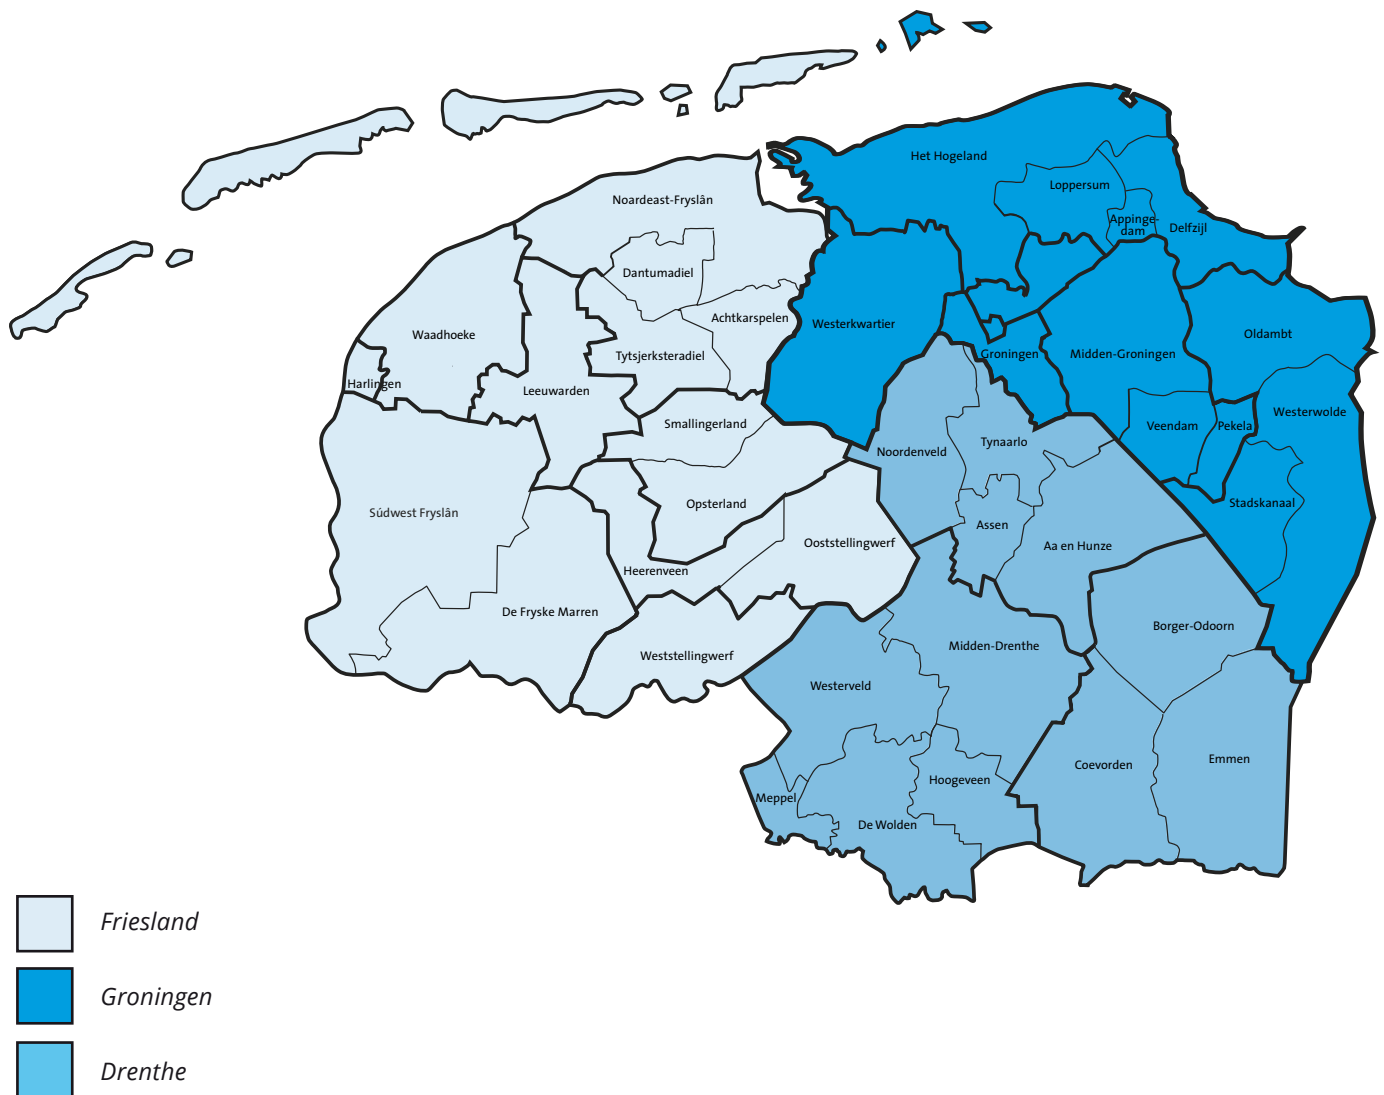 Het Hogeland
Loppersum
Noardeast-Fryslân
Appinge-
dam
Delfzijl
Dantumadiel
Achtkarspelen
Westerkwartier
Waadhoeke
Oldambt
Tytsjerksteradiel
Groningen
Midden-Groningen
Harlingen
Leeuwarden
Westerwolde
Smallingerland
Veendam
Pekela
Tynaarlo
Noordenveld
Opsterland
Stadskanaal
Súdwest Fryslân
Assen
Ooststellingwerf
Aa en Hunze
Heerenveen
De Fryske Marren
Borger-Odoorn
Midden-Drenthe
Weststellingwerf
Westerveld
Emmen
Coevorden
Hoogeveen
Meppel
De Wolden
Friesland
Groningen
Drenthe